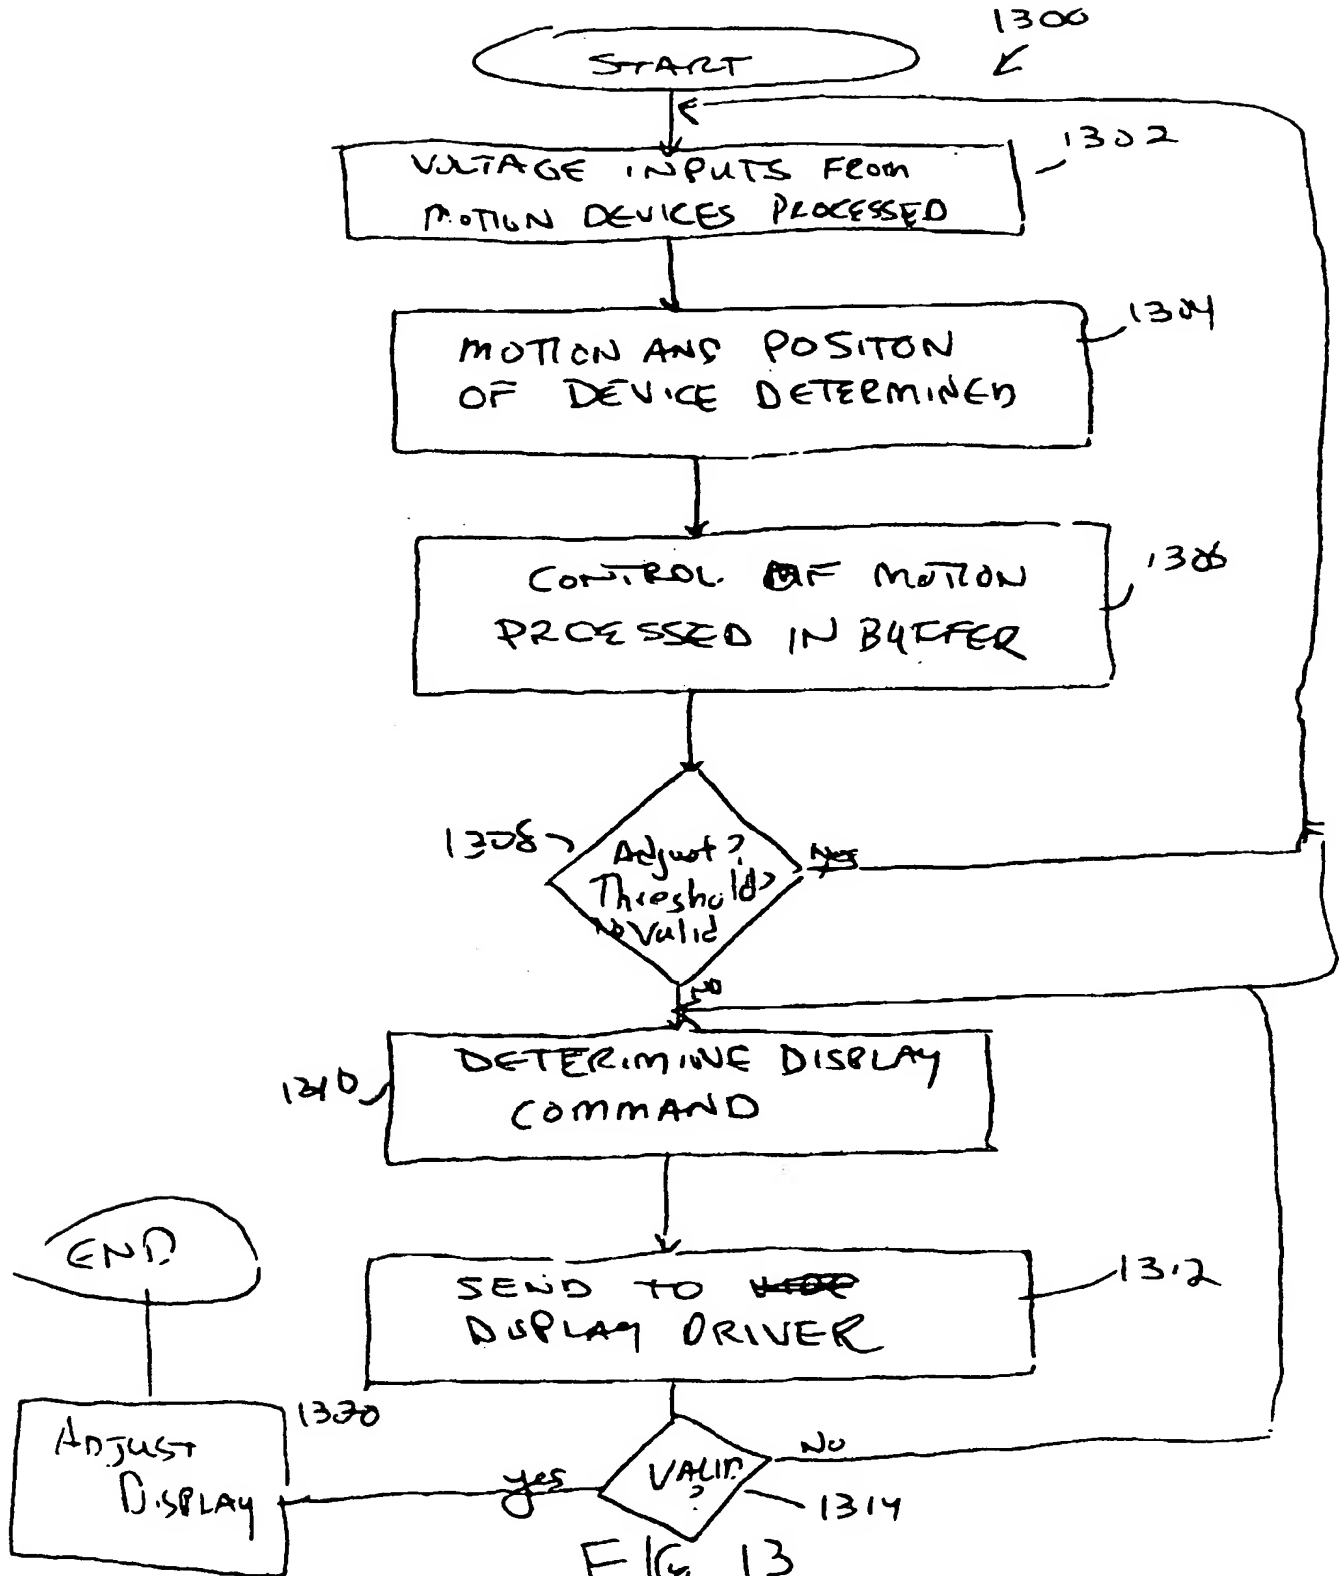 1300
START
1302
VOLTAGE INPUTS FROM
MOTION DEVICES PROCESSED
1304
MOTION AND POSITON
OF DEVICE DETERMINED
1306
CONTROL OF MOTION
PROCESSED IN BUFFER
1308
Adjust?
Threshold
Valid
Yes
NO
1310
DETERIMINE DISPLAY
COMMAND
1312
SEND TO
DISPLAY DRIVER
VALID
?
No
1314
yes
1320
ADJUST
DISPLAY
END
FIG 13